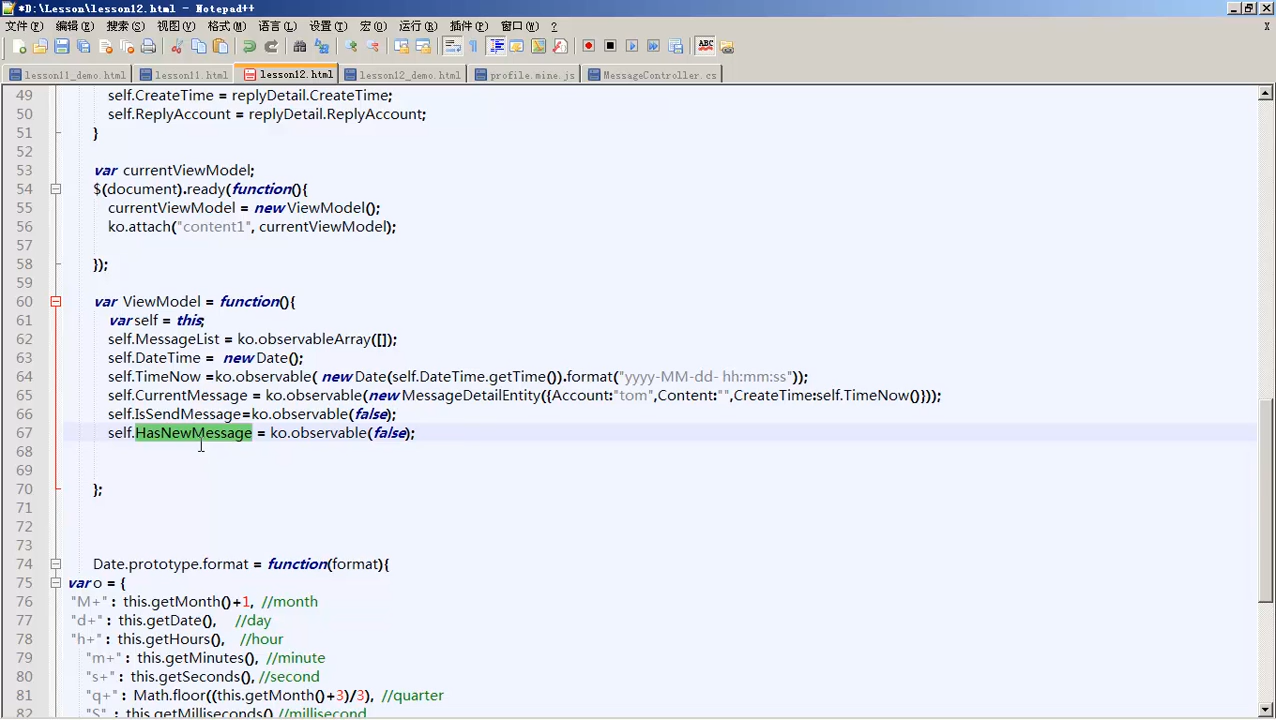 *D:\Lesson\lesson12.html - Notepad++
文件(F) 编辑(E) 搜索(S) 视图(V) 格式(M) 语言(L) 设置(T) 宏(O) 运行(R) 插件(P) 窗口(W) ?
X
lesson11_demo.html lesson11.html lesson12.html lesson12_demo.html profile.mine.js MessageController.cs
49 self.CreateTime = replyDetail.CreateTime;
50 self.ReplyAccount = replyDetail.ReplyAccount;
51 }
52
53 var currentViewModel;
54 $(document).ready(function(){
55 currentViewModel = new ViewModel();
56 ko.attach("content1", currentViewModel);
57
58 });
59
60 var ViewModel = function(){
61 var self = this;
62 self.MessageList = ko.observableArray([]);
63 self.DateTime =  new Date();
64 self.TimeNow =ko.observable( new Date(self.DateTime.getTime()).format("yyyy-MM-dd- hh:mm:ss"));
65 self.CurrentMessage = ko.observable(new MessageDetailEntity({Account:"tom",Content:"",CreateTime:self.TimeNow()}));
66 self.IsSendMessage=ko.observable(false);
67 self.HasNewMessage = ko.observable(false);
68
69
70 };
71
72
73
74 Date.prototype.format = function(format){
75 var o = {
76 "M+" : this.getMonth()+1, //month
77 "d+" : this.getDate(), //day
78 "h+" : this.getHours(), //hour
79 "m+" : this.getMinutes(), //minute
80 "s+" : this.getSeconds(), //second
81 "q+" : Math.floor((this.getMonth()+3)/3), //quarter
82 "S" : this.getMilliseconds() //millisecond